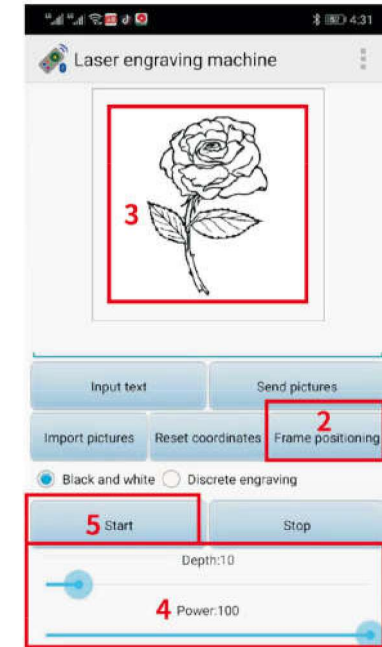 4:31
Laser engraving machine
3
Input text
Send pictures
2
Import pictures
Reset coordinates
Frame positioning
Black and white
Discrete engraving
5 Start
Stop
Depth:10
4 Power:100